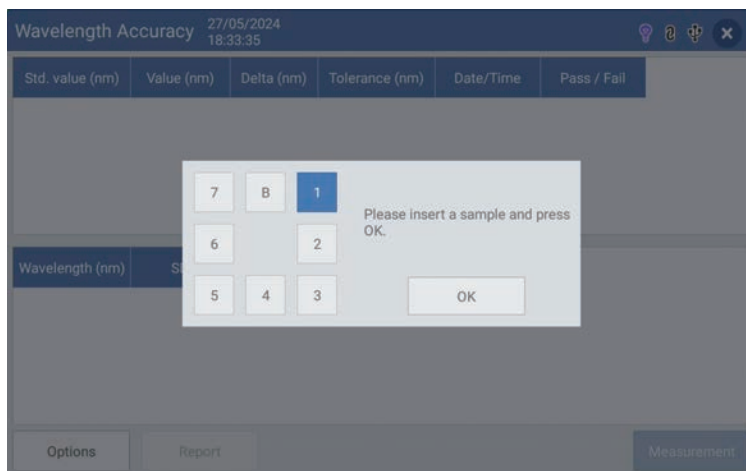 Wavelength Accuracy 27/05/2024
18:33:35
Std. value (nm) Value (nm) Delta (nm) Tolerance (nm) Date/Time Pass / Fail
7 B 1
Please insert a sample and press
OK.
6 2
Wavelength (nm)
5 4 3
OK
Options Report Measurement